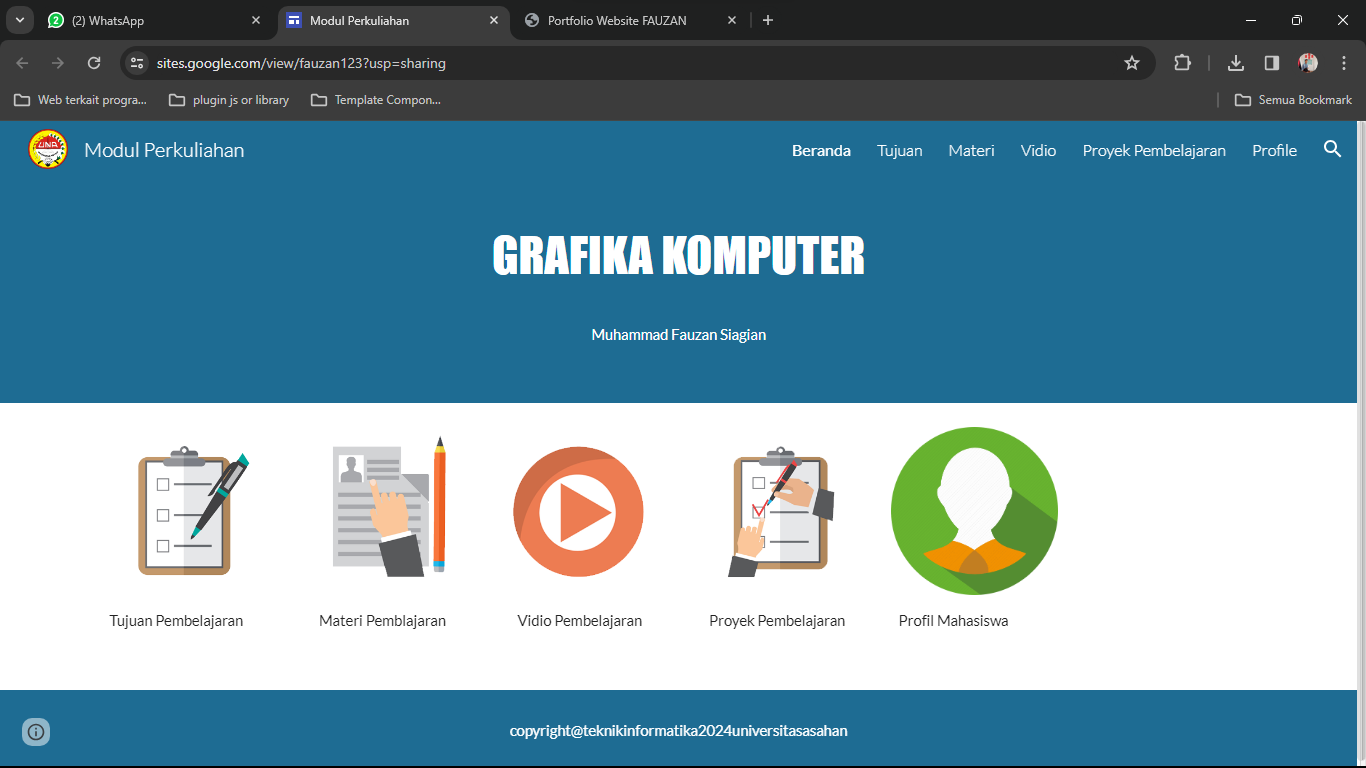 (2) WhatsApp
Modul Perkuliahan
Portfolio Website FAUZAN
sites.google.com/view/fauzan123?usp=sharing
Web terkait progra...
plugin js or library
Template Compon...
Semua Bookmark
UNA
Modul Perkuliahan
Beranda
Tujuan
Materi
Vidio
Proyek Pembelajaran
Profile
GRAFIKA KOMPUTER
Muhammad Fauzan Siagian
Tujuan Pembelajaran
Materi Pemblajaran
Vidio Pembelajaran
Proyek Pembelajaran
Profil Mahasiswa
copyright@teknikinformatika2024universitasasahan